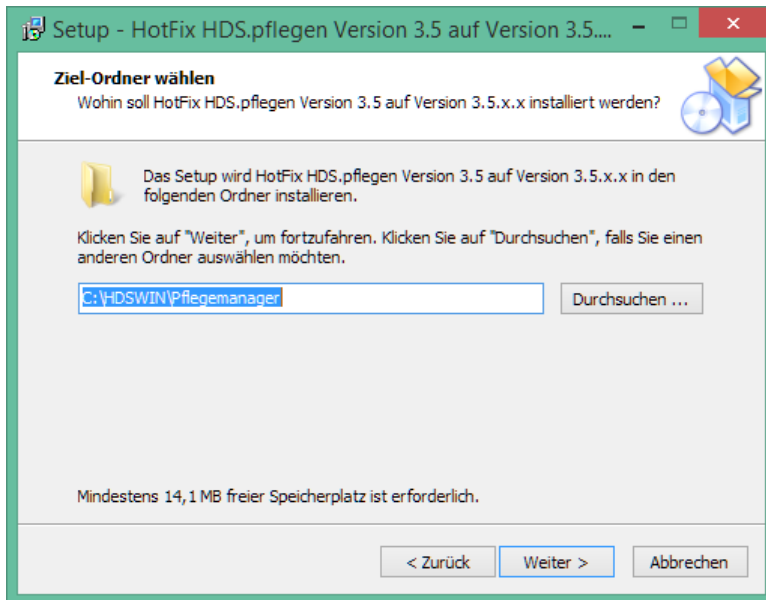 Setup - HotFix HDS.pflegen Version 3.5 auf Version 3.5....
Ziel-Ordner wählen
Wohin soll HotFix HDS.pflegen Version 3.5 auf Version 3.5.x.x installiert werden?
Das Setup wird HotFix HDS.pflegen Version 3.5 auf Version 3.5.x.x in den
folgenden Ordner installieren.
Klicken Sie auf "Weiter", um fortzufahren. Klicken Sie auf "Durchsuchen", falls Sie einen
anderen Ordner auswählen möchten.
C:\HDSWIN\Pflegemanager
Durchsuchen ...
Mindestens 14,1 MB freier Speicherplatz ist erforderlich.
< Zurück
Weiter >
Abbrechen